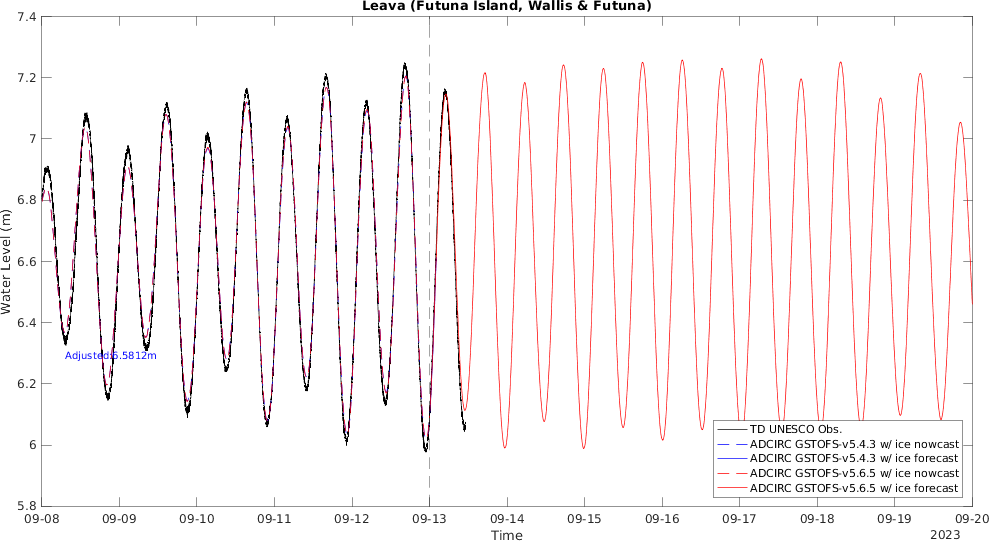 Leava (Futuna Island, Wallis & Futuna)
7.4
7.2
7
6.8
6.6
6.4
6.2
6
5.8
Water Level (m)
Adjusted:6.5812m
TD UNESCO Obs.
ADCIRC GSTOFS-v5.4.3 w/ ice nowcast
ADCIRC GSTOFS-v5.4.3 w/ ice forecast
ADCIRC GSTOFS-v5.6.5 w/ ice nowcast
ADCIRC GSTOFS-v5.6.5 w/ ice forecast
09-08 09-09 09-10 09-11 09-12 09-13 09-14 09-15 09-16 09-17 09-18 09-19 09-20
Time
2023